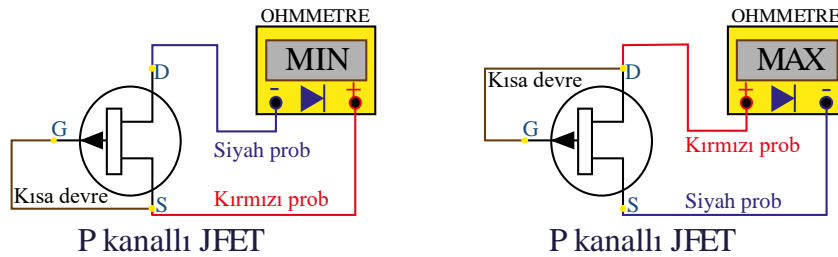 OHMMETRE
MIN
- +
D
G
Siyah prob
Kısa devre
Kırmızı prob
S
P kanallı JFET
OHMMETRE
MAX
+ -
D
Kısa devre
G
Kırmızı prob
Siyah prob
S
P kanallı JFET